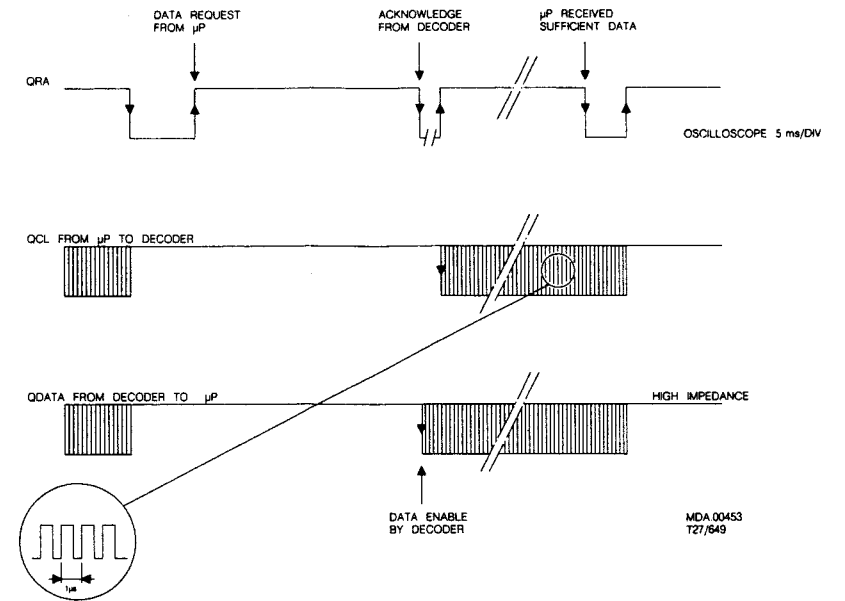 DATA REQUEST
FROM µP
ACKNOWLEDGE
FROM DECODER
µP RECEIVED
SUFFICIENT DATA
QRA
OSCILLOSCOPE 5 ms/DIV
QCL FROM µP TO DECODER
QDATA FROM DECODER TO µP
HIGH IMPEDANCE
DATA ENABLE
BY DECODER
MDA.00453
T27/649
1µs